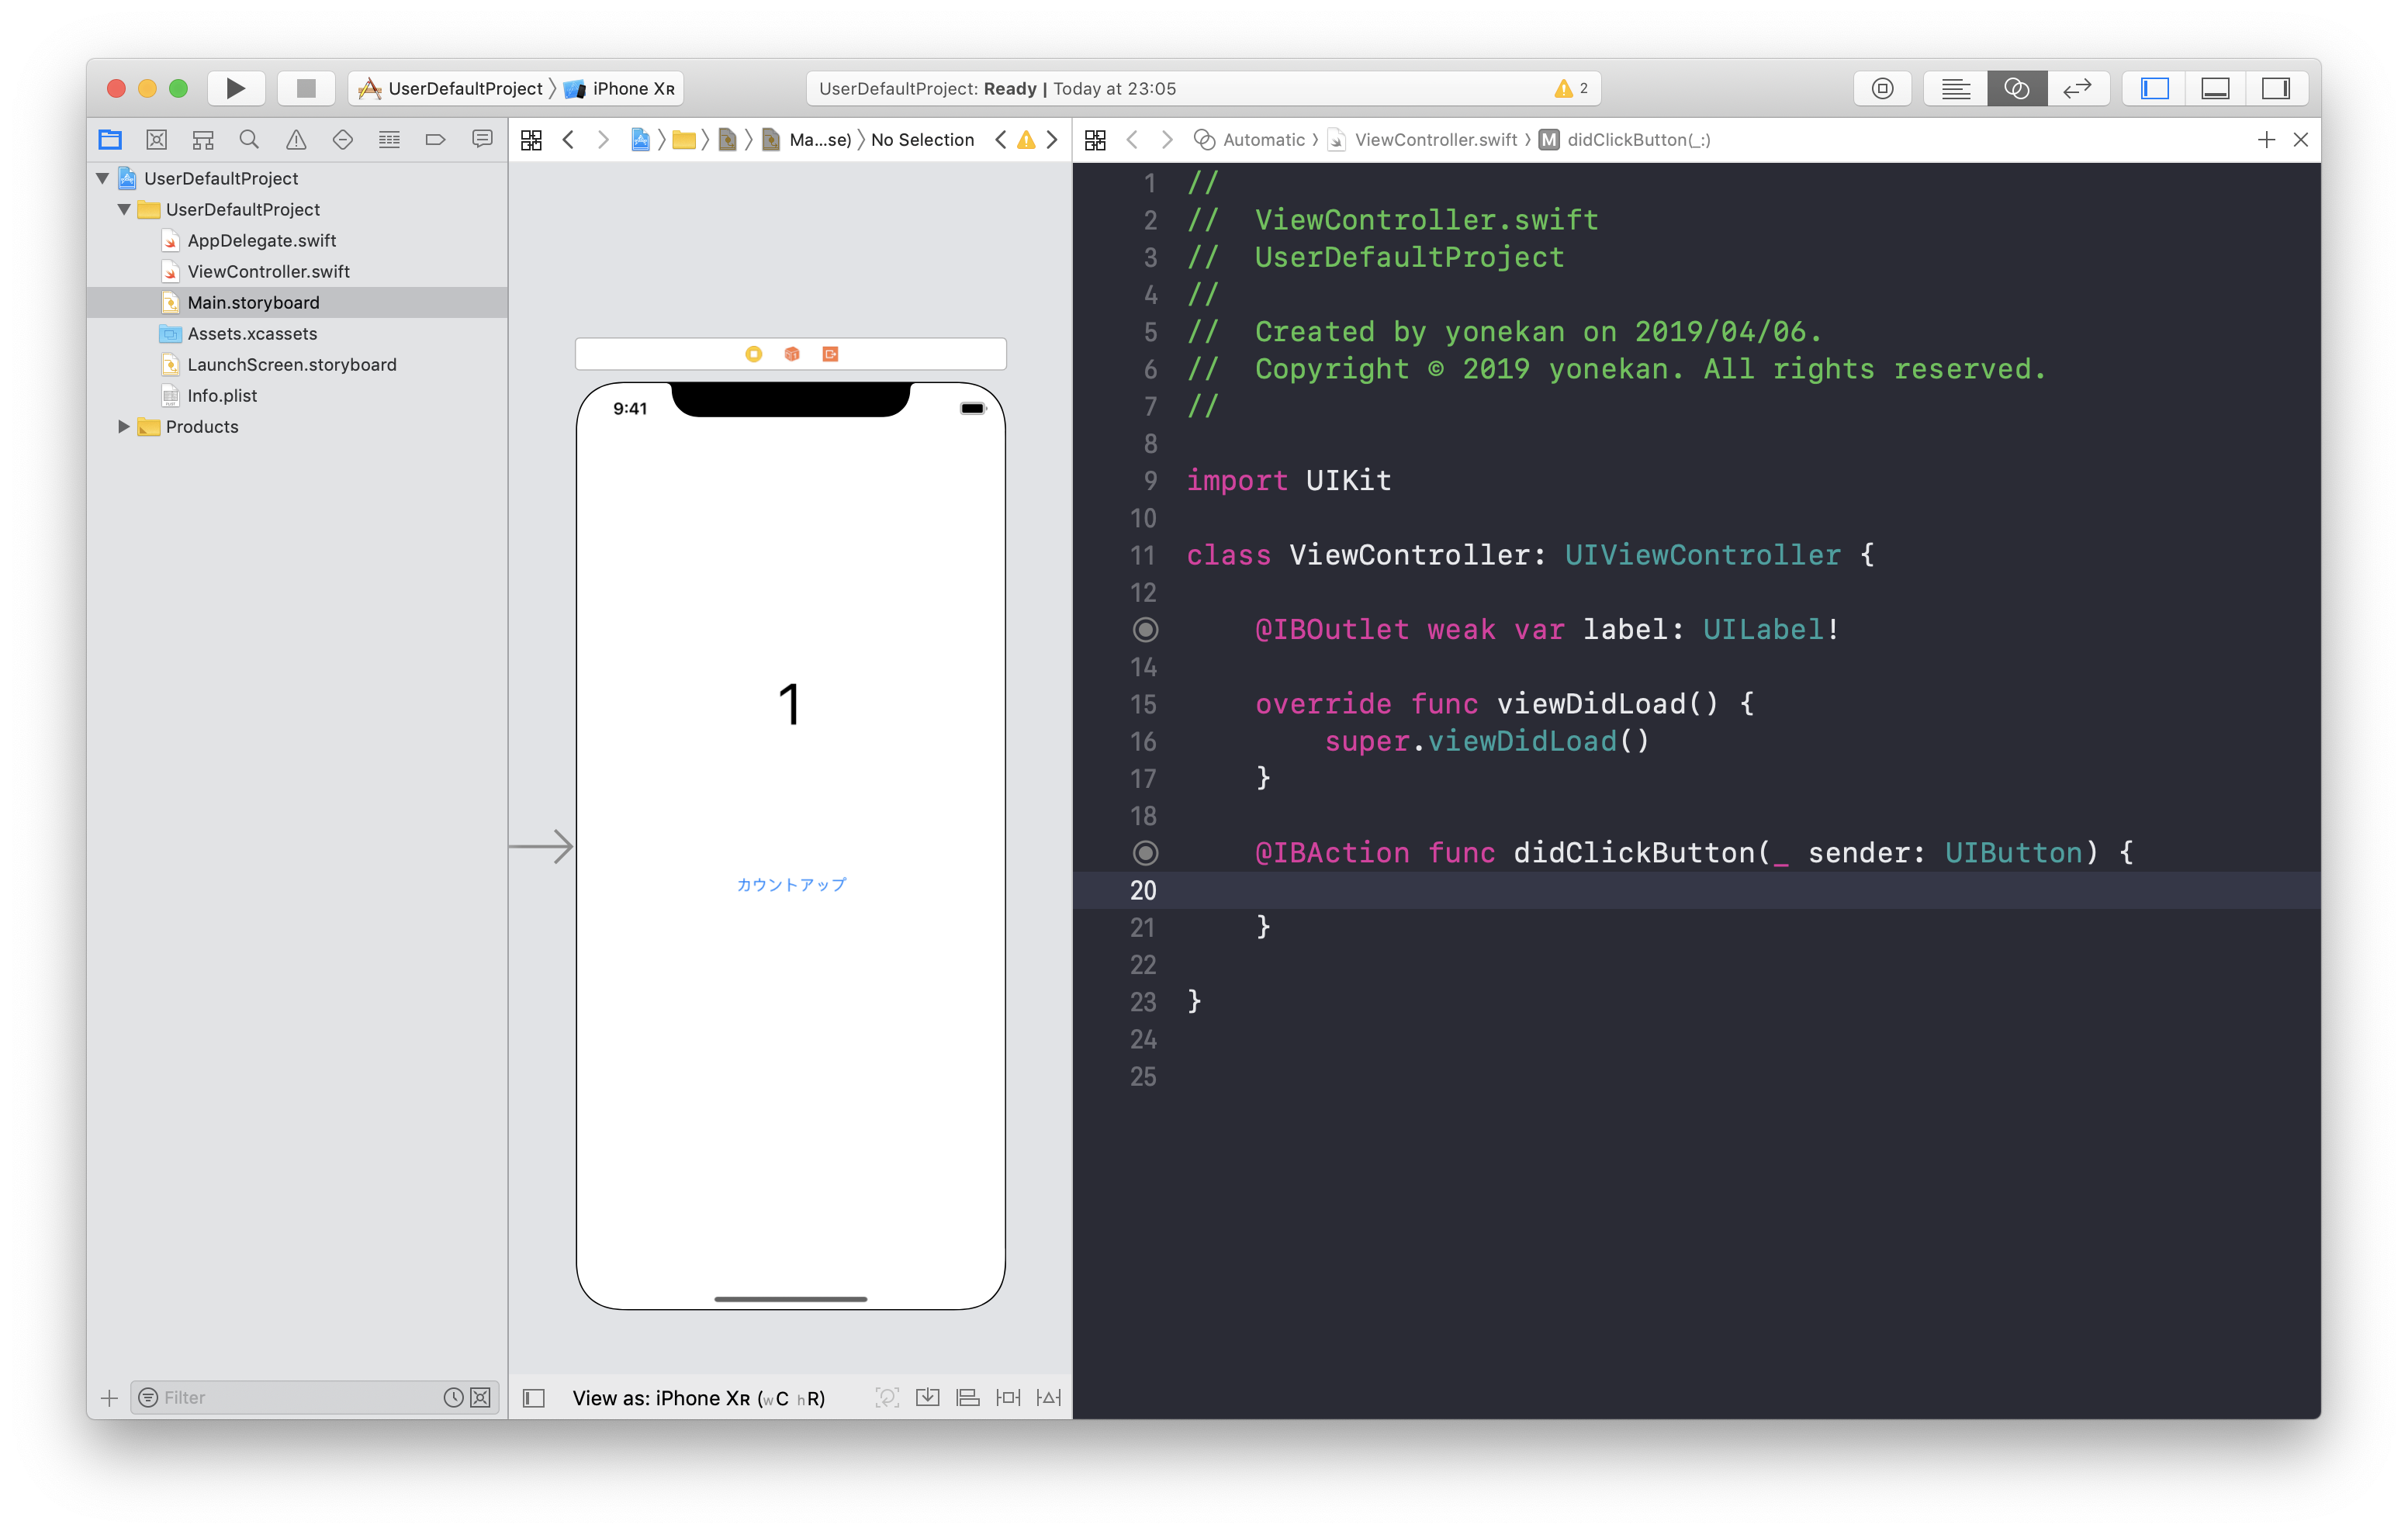 UserDefaultProject iPhone XR
UserDefaultProject: Ready | Today at 23:05
2
Ma...se) No Selection
Automatic ViewController.swift M didClickButton(_:)
UserDefaultProject
UserDefaultProject
AppDelegate.swift
ViewController.swift
Main.storyboard
Assets.xcassets
LaunchScreen.storyboard
Info.plist
Products
Filter
9:41
1
カウントアップ
View as: iPhone XR (wC hR)
1 //
2 //  ViewController.swift
3 //  UserDefaultProject
4 //
5 //  Created by yonekan on 2019/04/06.
6 //  Copyright © 2019 yonekan. All rights reserved.
7 //
8
9 import UIKit
10
11 class ViewController: UIViewController {
12
@IBOutlet weak var label: UILabel!
14
15 override func viewDidLoad() {
16 super.viewDidLoad()
17 }
18
@IBAction func didClickButton(_ sender: UIButton) {
20
21 }
22
23 }
24
25